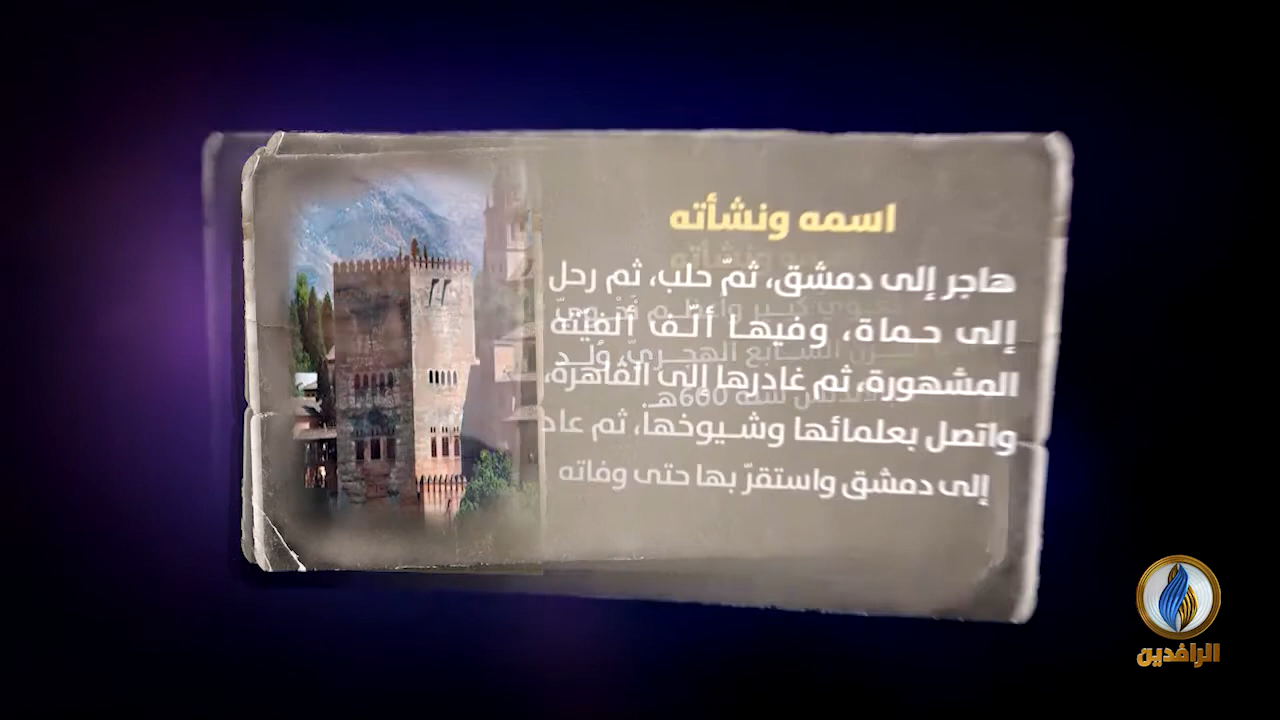 اسمه ونشأته
هاجر إلى دمشق، ثمّ حلب، ثم رحل
إلى حماة، وفيها ألّف ألفيّته
المشهورة، ثم غادرها إلى القاهرة،
واتصل بعلمائها وشيوخها، ثم عاد
إلى دمشق واستقرّ بها حتى وفاته
الرافدين